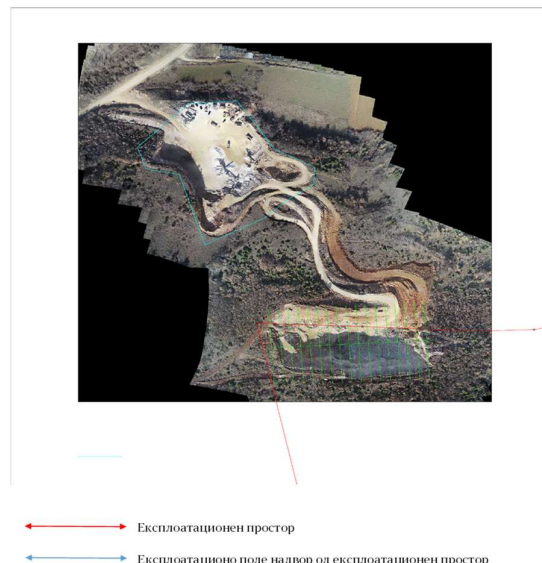 Експлоатационен простор
Експлоатационо поле надвор од експлоатационен простор